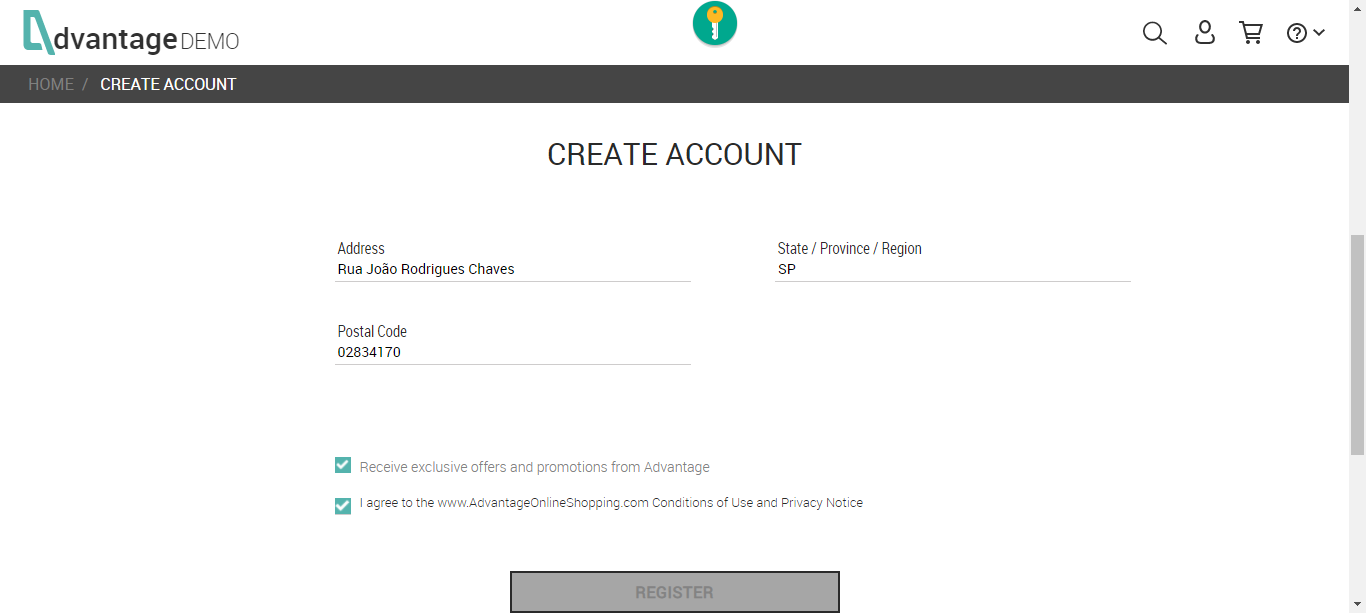 dvantage DEMO
HOME / CREATE ACCOUNT
CREATE ACCOUNT
Address
Rua João Rodrigues Chaves
State / Province / Region
SP
Postal Code
02834170
Receive exclusive offers and promotions from Advantage
I agree to the www.AdvantageOnlineShopping.com Conditions of Use and Privacy Notice
REGISTER